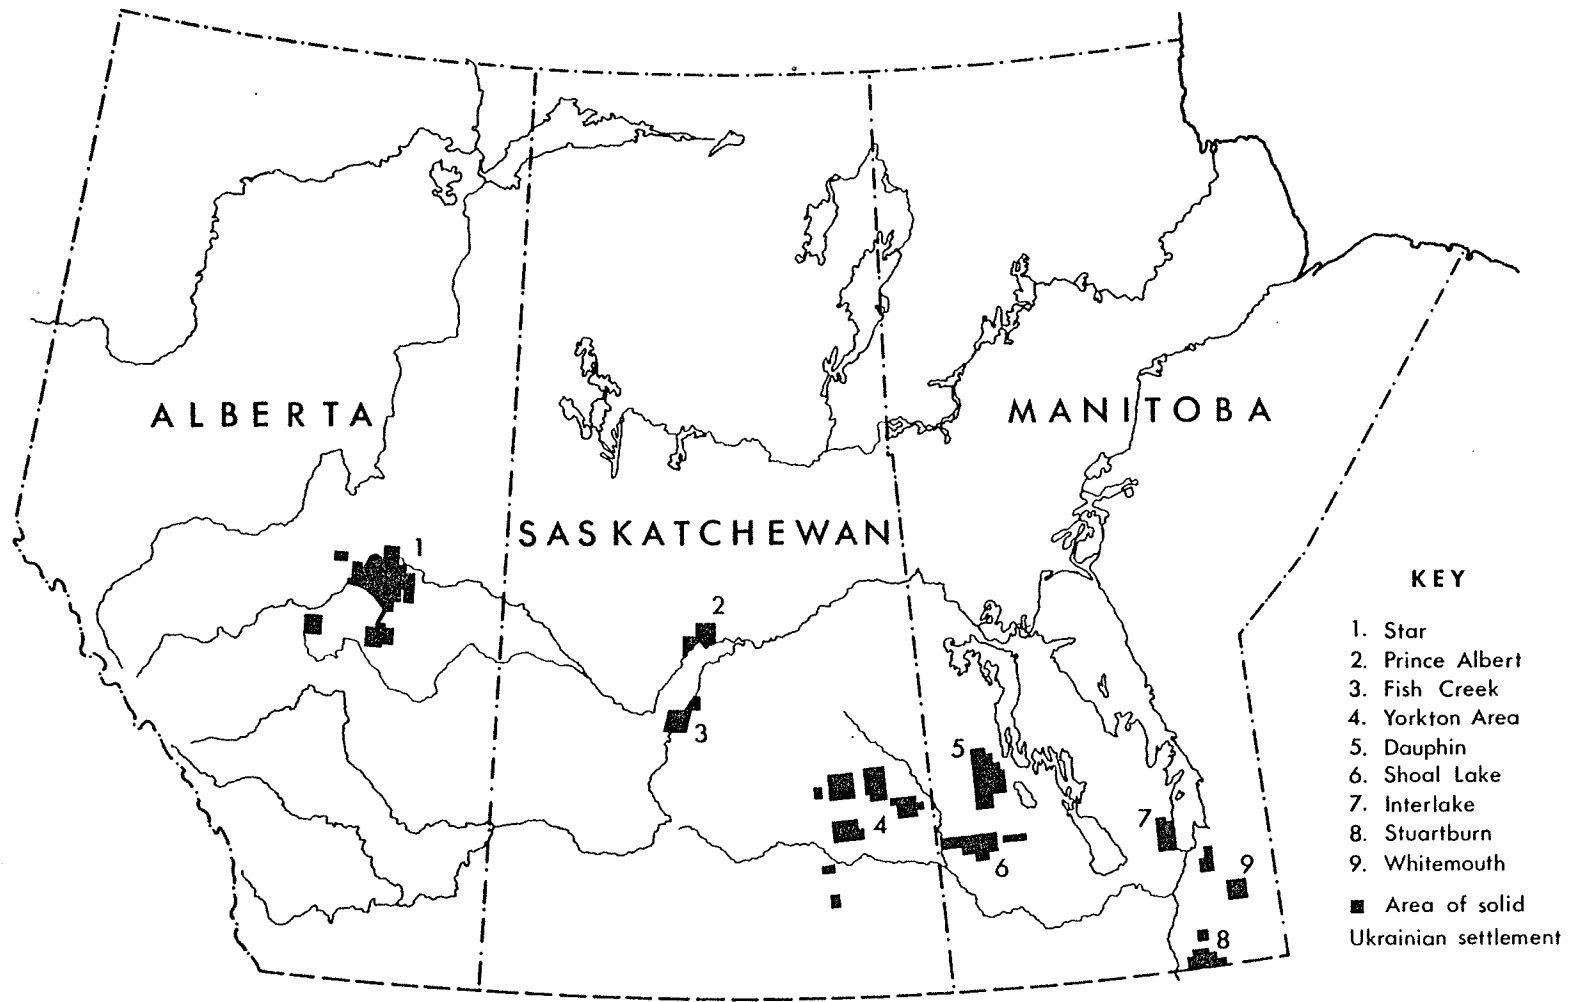 ALBERTA
MANITOBA
SASKATCHEWAN
1
2
3
4
5
6
7
8
9
KEY
1. Star
2. Prince Albert
3. Fish Creek
4. Yorkton Area
5. Dauphin
6. Shoal Lake
7. Interlake
8. Stuartburn
9. Whitemouth
Area of solid
Ukrainian settlement